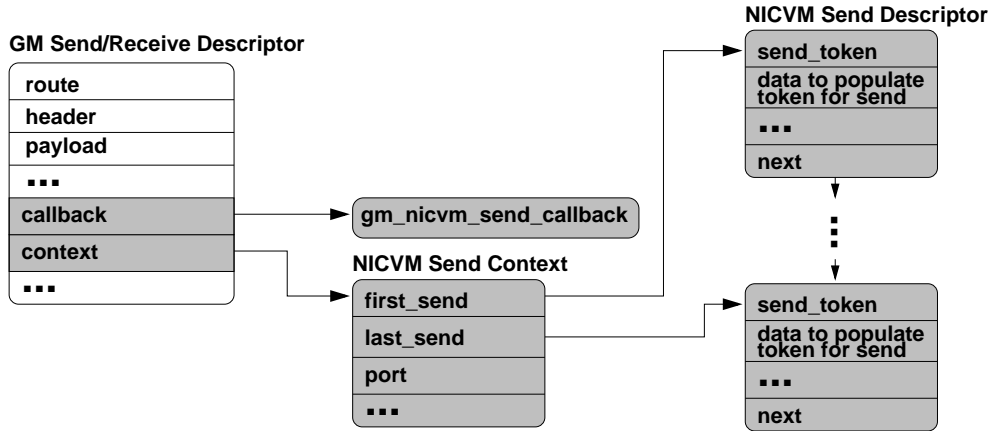 GM Send/Receive Descriptor
route
header
payload
...
callback
context
...
gm_nicvm_send_callback
NICVM Send Context
first_send
last_send
port
...
NICVM Send Descriptor
send_token
data to populate
token for send
...
next
...
send_token
data to populate
token for send
...
next